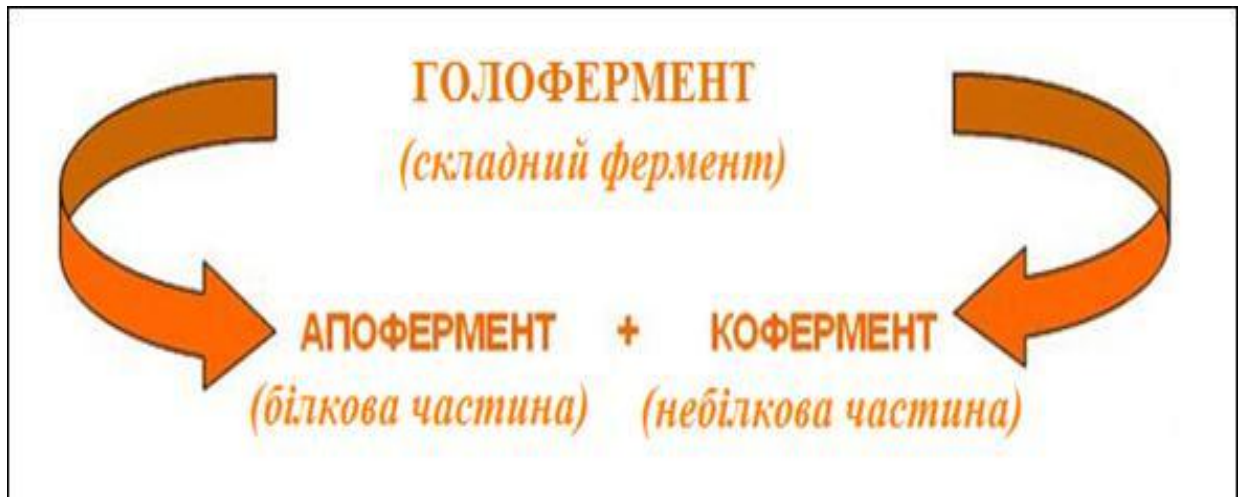 ГОЛОФЕРМЕНТ
(складний фермент)
АПОФЕРМЕНТ + КОФЕРМЕНТ
(білкова частина) (небілкова частина)